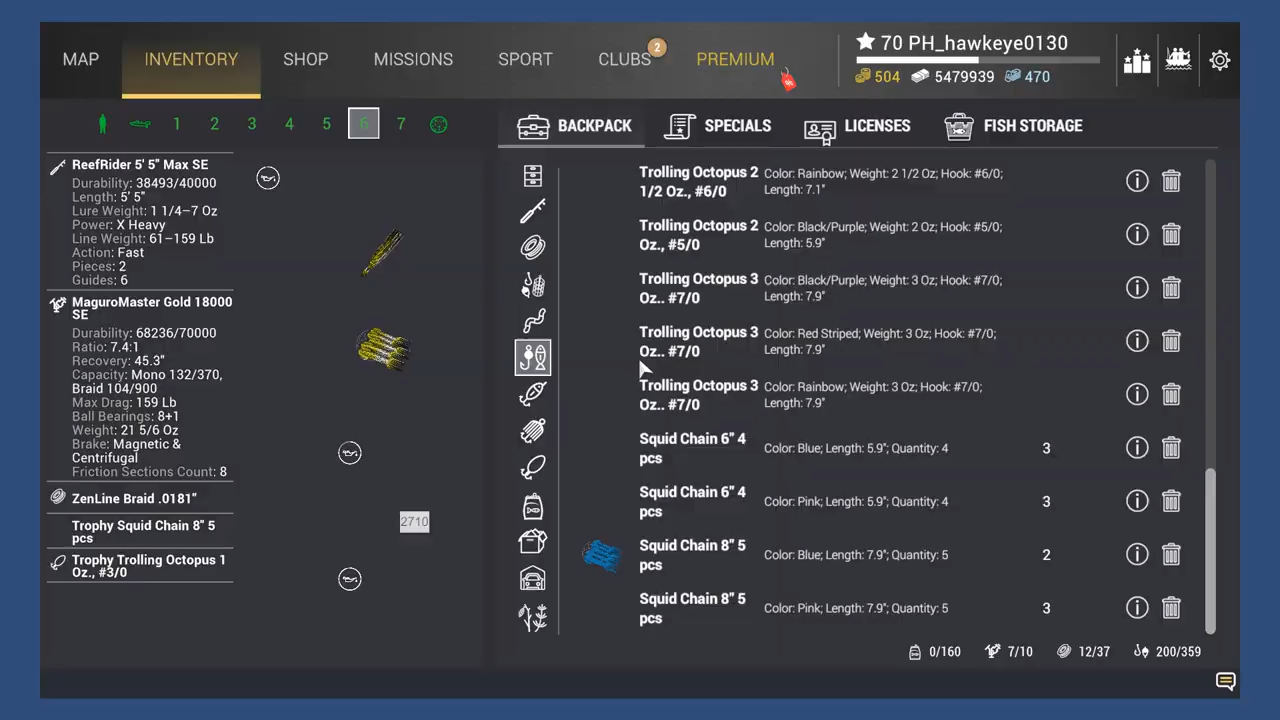 MAP INVENTORY SHOP MISSIONS SPORT CLUBS 2 PREMIUM
70 PH_hawkeye0130
504 5479939 470
1 2 3 4 5 6 7
BACKPACK SPECIALS LICENSES FISH STORAGE
ReefRider 5' 5" Max SE
Durability: 38493/40000
Length: 5' 5"
Lure Weight: 1 1/4–7 Oz
Power: X Heavy
Line Weight: 61–159 Lb
Action: Fast
Pieces: 2
Guides: 6
MaguroMaster Gold 18000
SE
Durability: 68236/70000
Ratio: 7.4:1
Recovery: 45.3"
Capacity: Mono 132/370,
Braid 104/900
Max Drag: 159 Lb
Ball Bearings: 8+1
Weight: 21 5/6 Oz
Brake: Magnetic &
Centrifugal
Friction Sections Count: 8
ZenLine Braid .0181"
Trophy Squid Chain 8" 5
pcs
2710
Trophy Trolling Octopus 1
Oz., #3/0
Trolling Octopus 2
1/2 Oz., #6/0
Color: Rainbow; Weight: 2 1/2 Oz; Hook: #6/0;
Length: 7.1"
Trolling Octopus 2
Oz., #5/0
Color: Black/Purple; Weight: 2 Oz; Hook: #5/0;
Length: 5.9"
Trolling Octopus 3
Oz.. #7/0
Color: Black/Purple; Weight: 3 Oz; Hook: #7/0;
Length: 7.9"
Trolling Octopus 3
Oz.. #7/0
Color: Red Striped; Weight: 3 Oz; Hook: #7/0;
Length: 7.9"
Trolling Octopus 3
Oz.. #7/0
Color: Rainbow; Weight: 3 Oz; Hook: #7/0;
Length: 7.9"
Squid Chain 6" 4
pcs
Color: Blue; Length: 5.9"; Quantity: 4
3
Squid Chain 6" 4
pcs
Color: Pink; Length: 5.9"; Quantity: 4
3
Squid Chain 8" 5
pcs
Color: Blue; Length: 7.9"; Quantity: 5
2
Squid Chain 8" 5
pcs
Color: Pink; Length: 7.9"; Quantity: 5
3
0/160 7/10 12/37 200/359